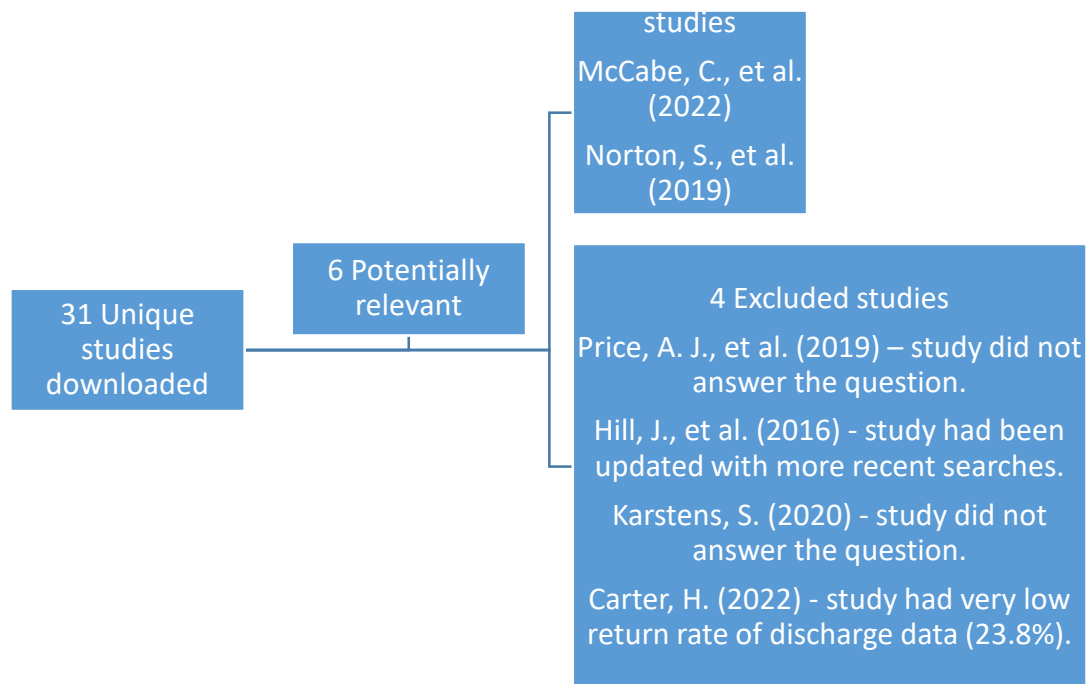 31 Unique
studies
downloaded
6 Potentially
relevant
studies
McCabe, C., et al.
(2022)
Norton, S., et al.
(2019)
4 Excluded studies
Price, A. J., et al. (2019) – study did not
answer the question.
Hill, J., et al. (2016) - study had been
updated with more recent searches.
Karstens, S. (2020) - study did not
answer the question.
Carter, H. (2022) - study had very low
return rate of discharge data (23.8%).